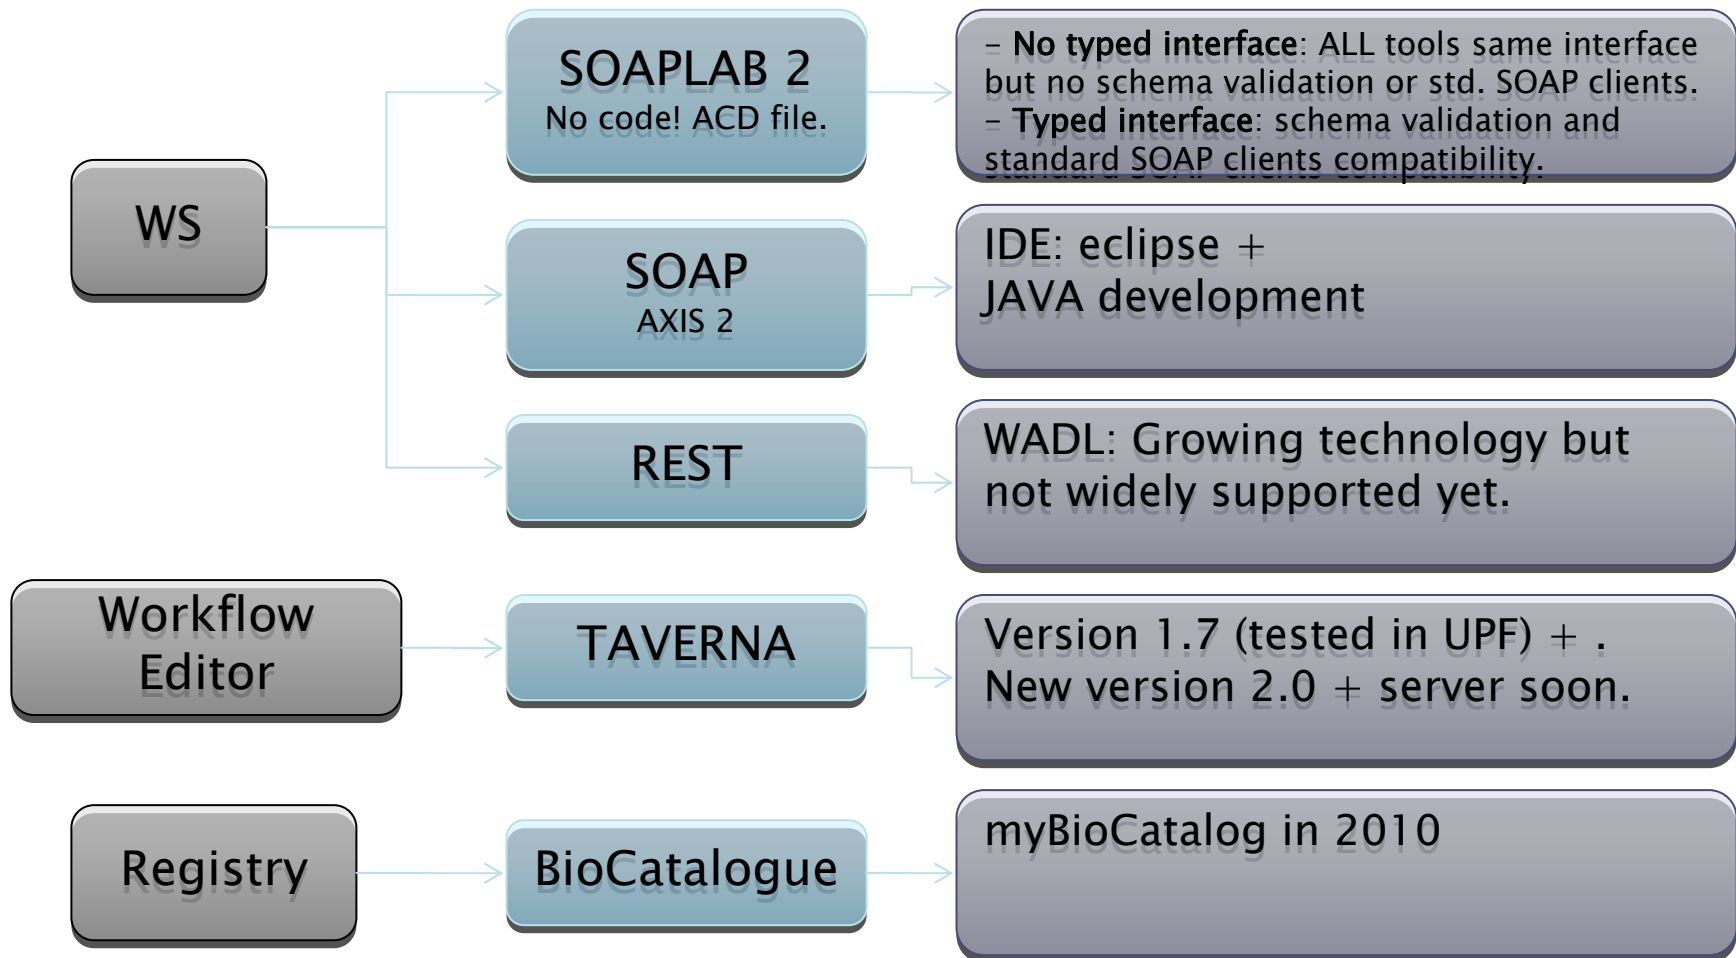 WS
SOAPLAB 2
No code! ACD file.
- No typed interface: ALL tools same interface
but no schema validation or std. SOAP clients.
- Typed interface: schema validation and
standard SOAP clients compatibility.
SOAP
AXIS 2
IDE: eclipse +
JAVA development
REST
WADL: Growing technology but
not widely supported yet.
Workflow
Editor
TAVERNA
Version 1.7 (tested in UPF) + .
New version 2.0 + server soon.
Registry
BioCatalogue
myBioCatalog in 2010